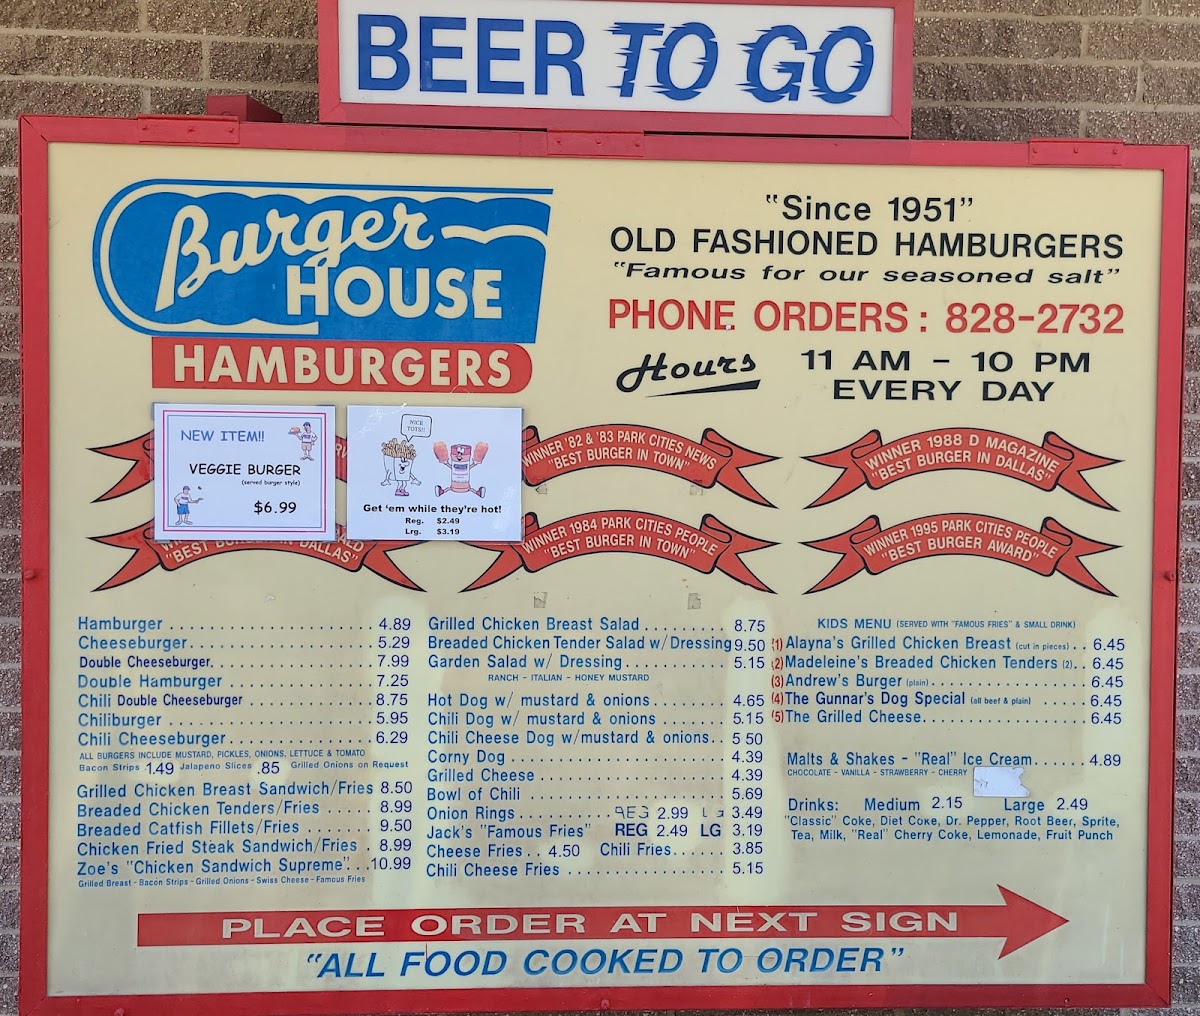 BEER TO GO
Burger
HOUSE
HAMBURGERS
"Since 1951"
OLD FASHIONED HAMBURGERS
"Famous for our seasoned salt"
PHONE ORDERS: 828-2732
Hours 11 AM - 10 PM
EVERY DAY
NEW ITEM!!
VEGGIE BURGER
(served burger style)
$6.99
NICE
TOTS!!
Get 'em while they're hot!
Reg. $2.49
Lrg. $3.19
WINNER '82 & '83 PARK CITIES NEWS
"BEST BURGER IN TOWN"
WINNER 1988 D MAGAZINE
"BEST BURGER IN DALLAS"
"BEST BURGER IN DALLAS"
WINNER 1984 PARK CITIES PEOPLE
"BEST BURGER IN TOWN"
WINNER 1995 PARK CITIES PEOPLE
"BEST BURGER AWARD"
Hamburger 4.89
Cheeseburger 5.29
Double Cheeseburger 7.99
Double Hamburger 7.25
Chili Double Cheeseburger 8.75
Chiliburger 5.95
Chili Cheeseburger 6.29
ALL BURGERS INCLUDE MUSTARD, PICKLES, ONIONS, LETTUCE & TOMATO
Bacon Strips 1.49 Jalapeno Slices .85 Grilled Onions on Request
Grilled Chicken Breast Sandwich/Fries 8.50
Breaded Chicken Tenders/Fries 8.99
Breaded Catfish Fillets/Fries 9.50
Chicken Fried Steak Sandwich/Fries 8.99
Zoe's "Chicken Sandwich Supreme" 10.99
Grilled Breast - Bacon Strips - Grilled Onions - Swiss Cheese - Famous Fries
Grilled Chicken Breast Salad 8.75
Breaded Chicken Tender Salad w/Dressing 9.50
Garden Salad w/ Dressing 5.15
RANCH - ITALIAN - HONEY MUSTARD
Hot Dog w/ mustard & onions 4.65
Chili Dog w/ mustard & onions 5.15
Chili Cheese Dog w/mustard & onions 5 50
Corny Dog 4.39
Grilled Cheese 4.39
Bowl of Chili 5.69
Onion Rings REG 2.99 LG 3.49
Jack's "Famous Fries" REG 2.49 LG 3.19
Cheese Fries 4.50 Chili Fries 3.85
Chili Cheese Fries 5.15
KIDS MENU (SERVED WITH "FAMOUS FRIES" & SMALL DRINK)
(1) Alayna's Grilled Chicken Breast (cut in pieces) 6.45
(2) Madeleine's Breaded Chicken Tenders (2) 6.45
(3) Andrew's Burger (plain) 6.45
(4) The Gunnar's Dog Special (all beef & plain) 6.45
(5) The Grilled Cheese 6.45
Malts & Shakes - "Real" Ice Cream 4.89
CHOCOLATE - VANILLA - STRAWBERRY - CHERRY
Drinks: Medium 2.15 Large 2.49
"Classic" Coke, Diet Coke, Dr. Pepper, Root Beer, Sprite,
Tea, Milk, "Real" Cherry Coke, Lemonade, Fruit Punch
PLACE ORDER AT NEXT SIGN
"ALL FOOD COOKED TO ORDER"